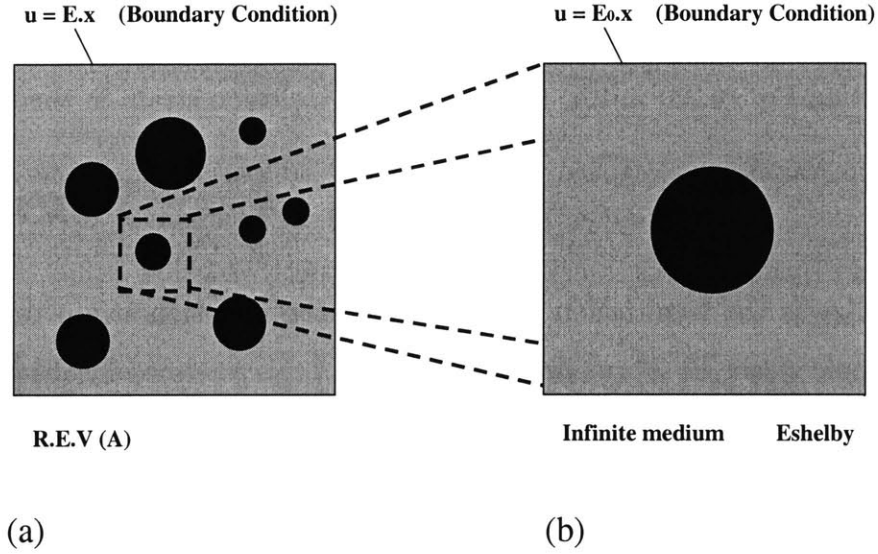 u = E.x (Boundary Condition)
u = E₀.x (Boundary Condition)
R.E.V (A)
Infinite medium Eshelby
(a)
(b)